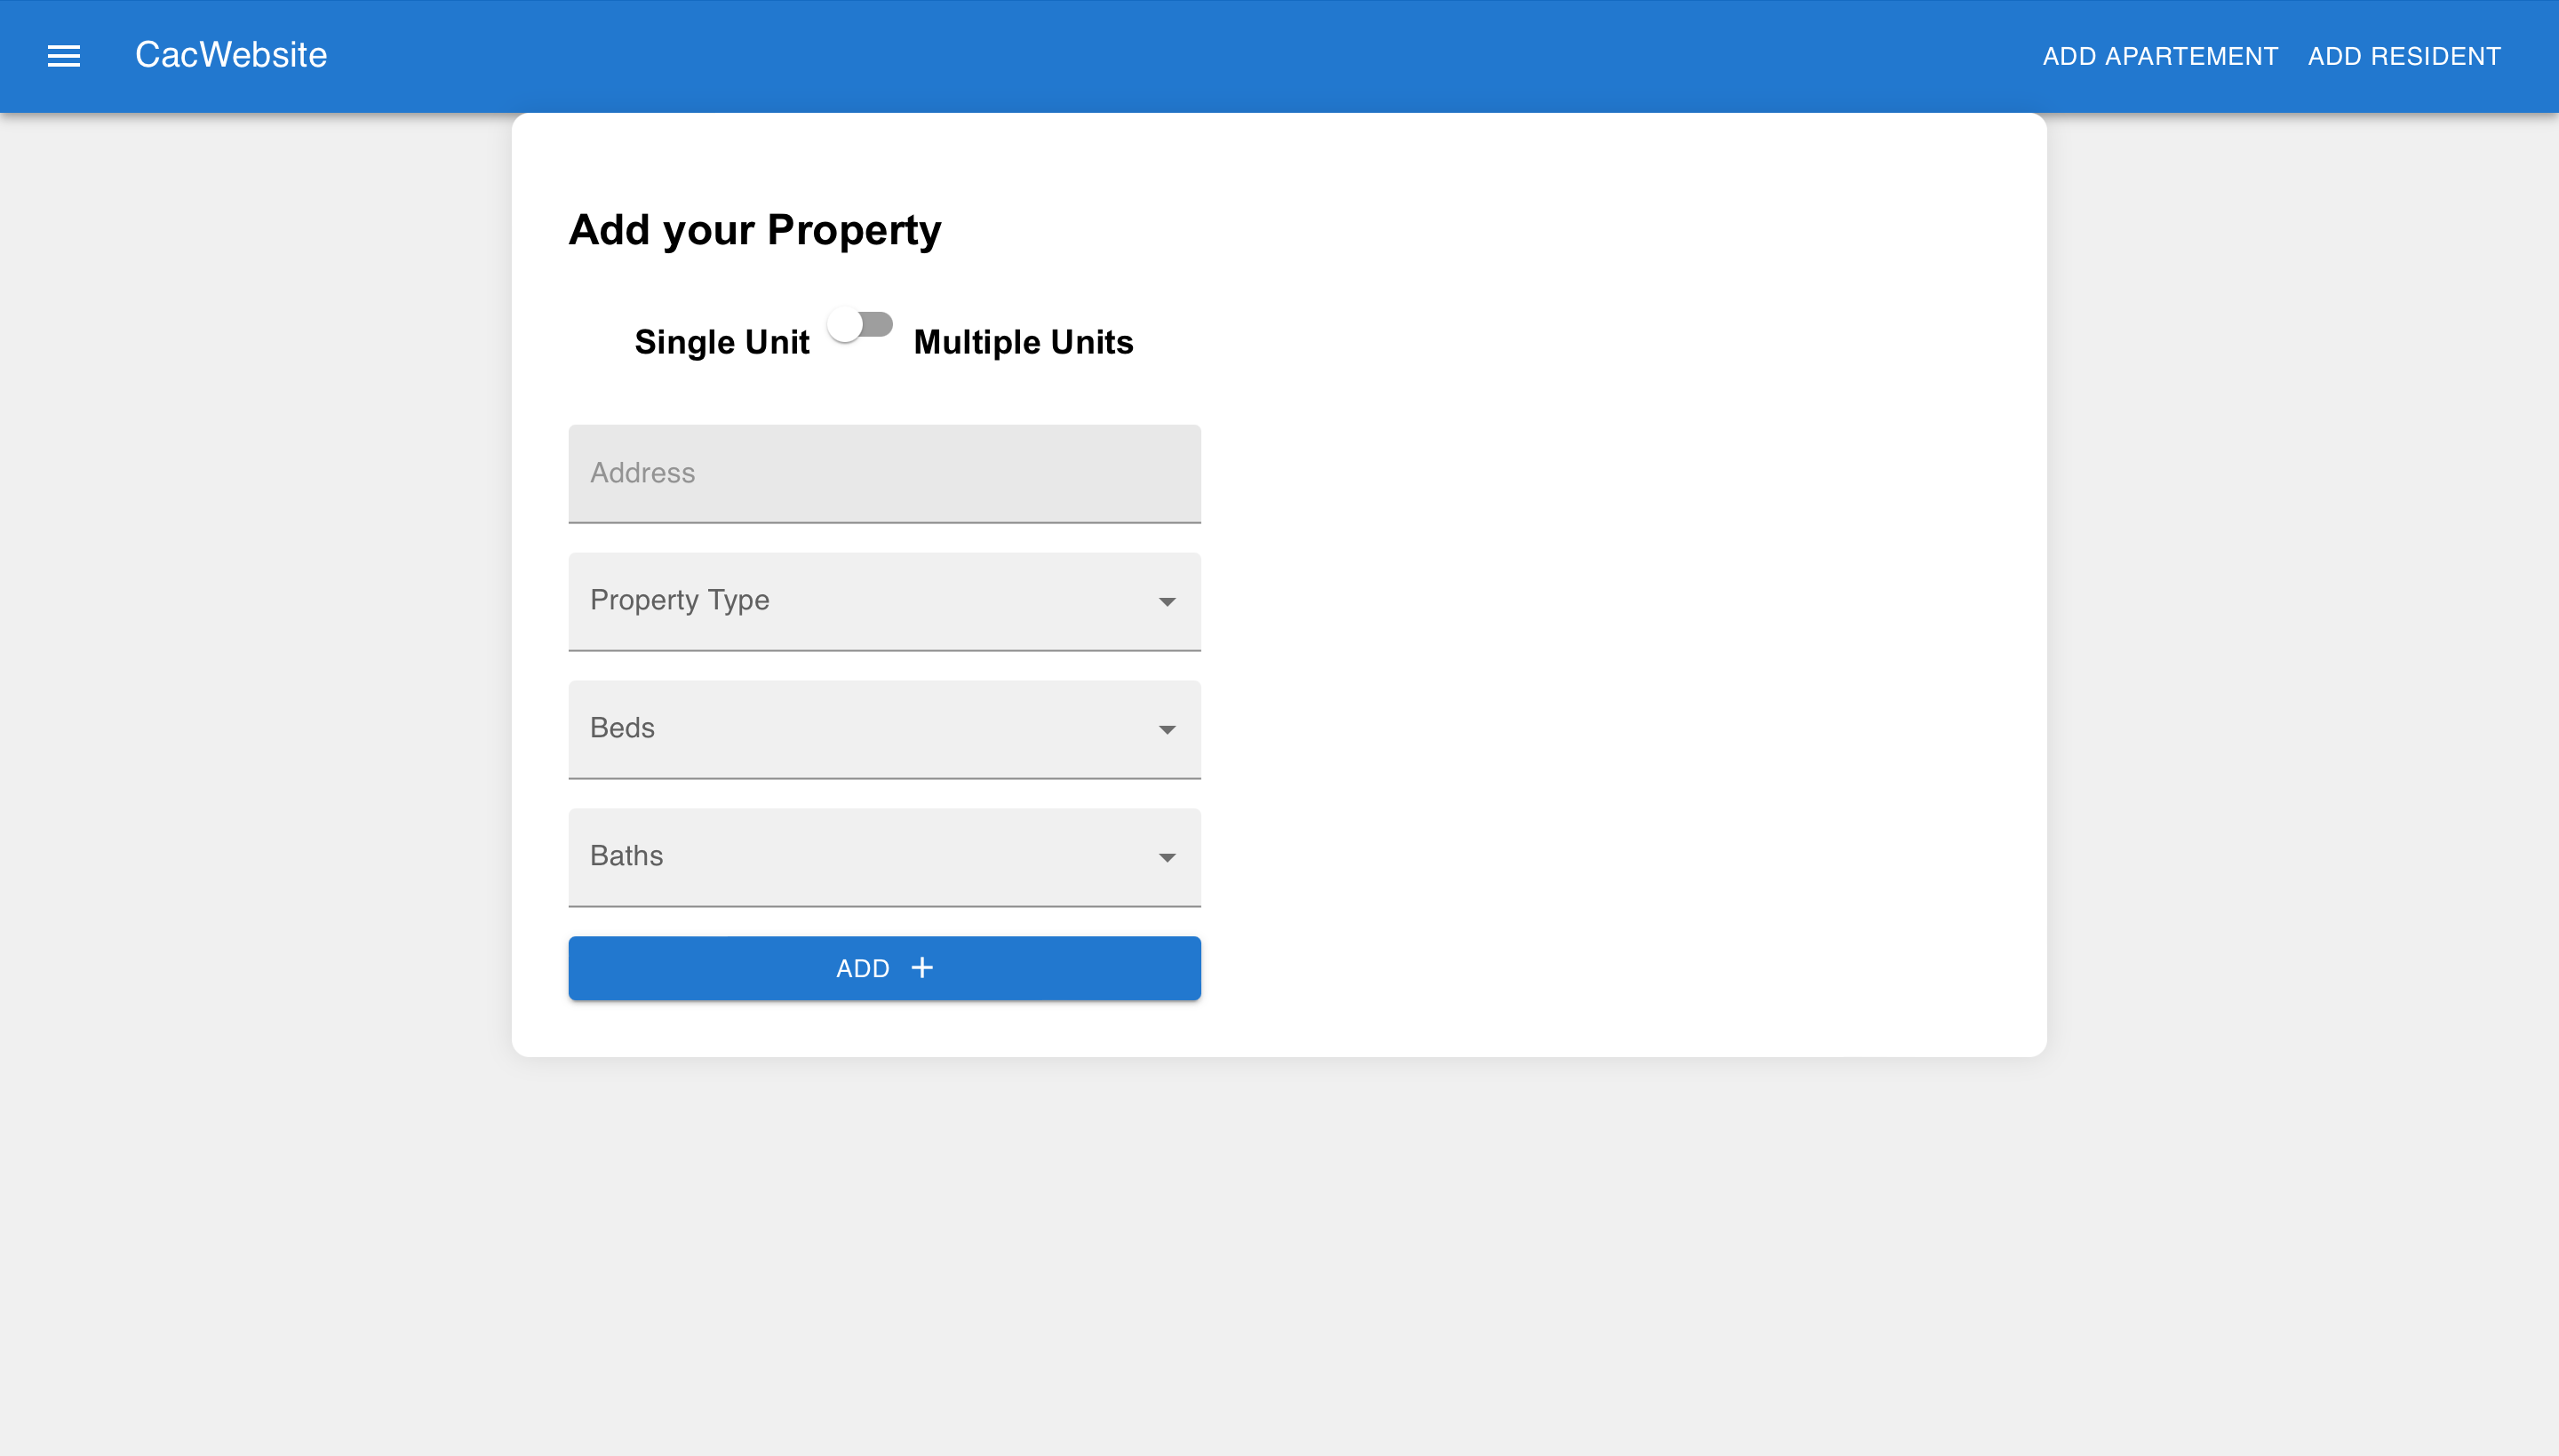 CacWebsite
ADD APARTEMENT ADD RESIDENT
Add your Property
Single Unit Multiple Units
Address
Property Type
Beds
Baths
ADD +